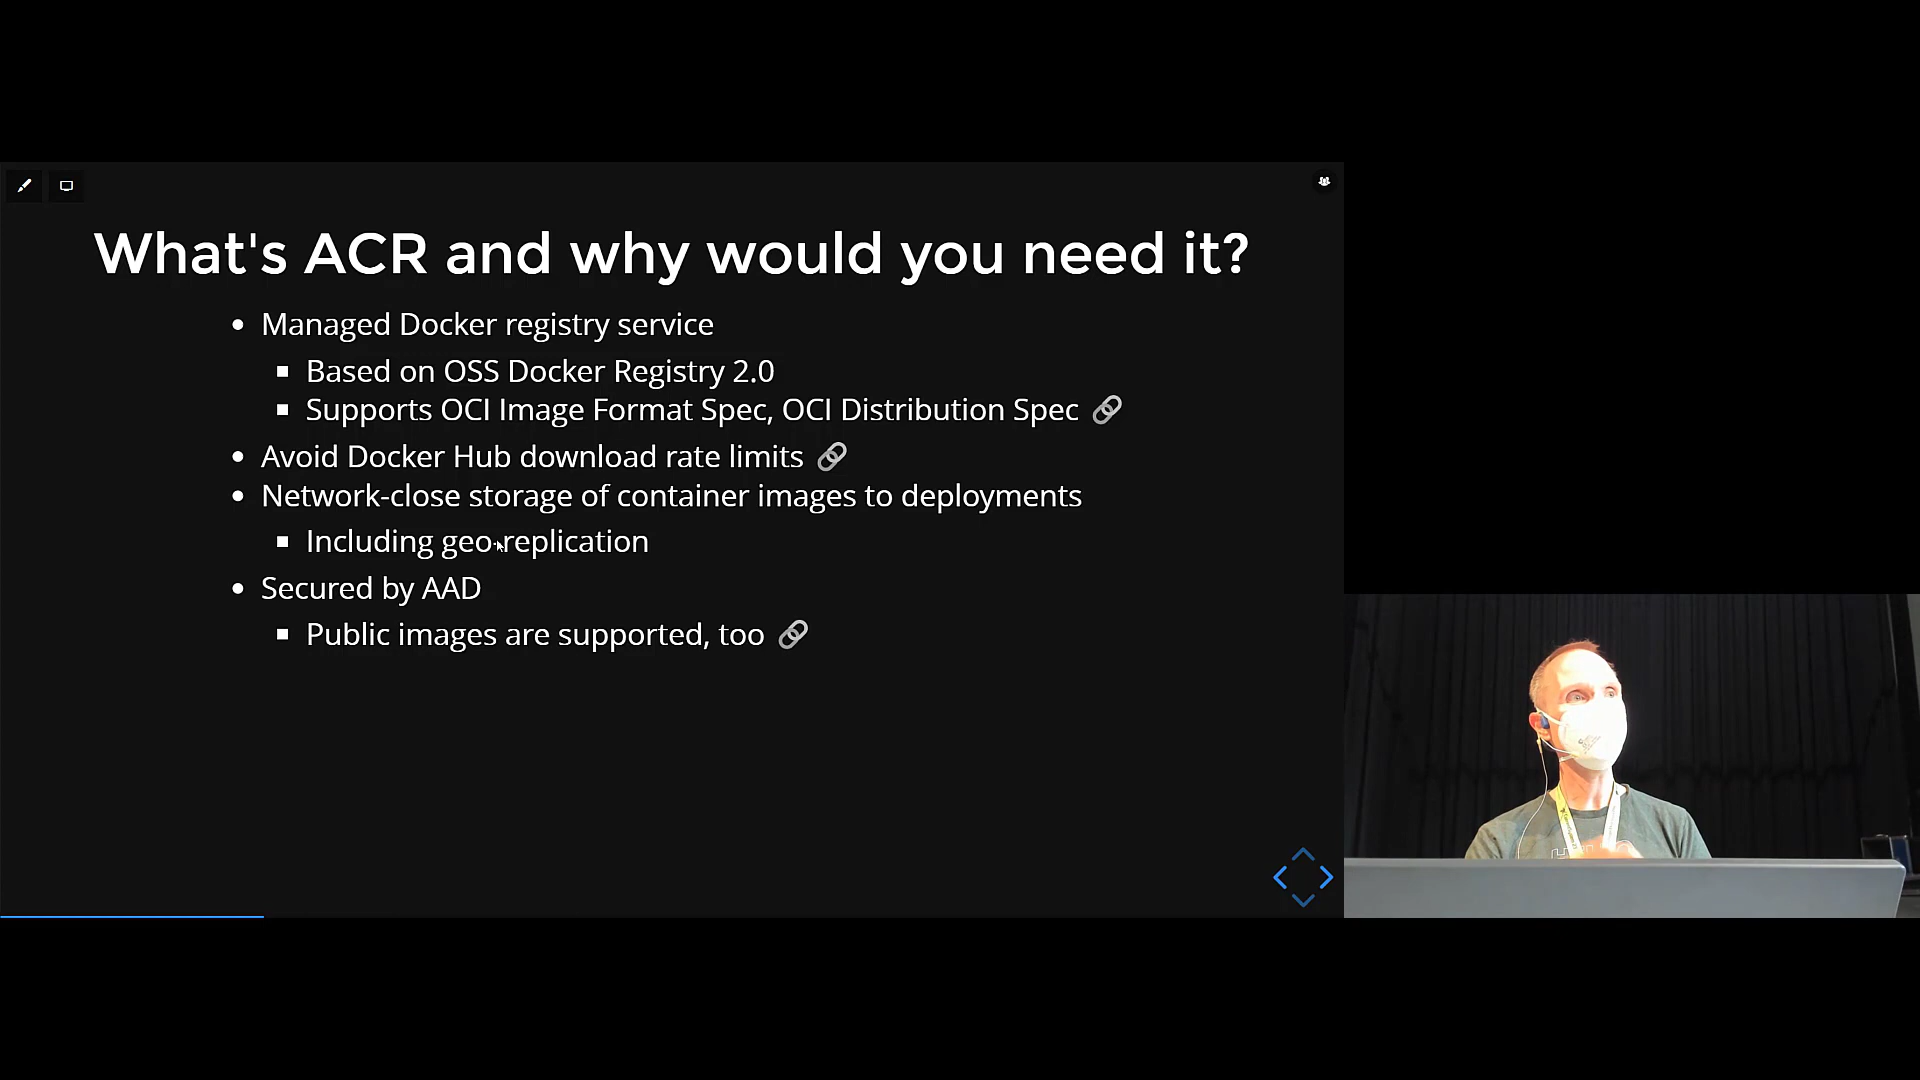 What's ACR and why would you need it?
Managed Docker registry service
Based on OSS Docker Registry 2.0
Supports OCI Image Format Spec, OCI Distribution Spec
Avoid Docker Hub download rate limits
Network-close storage of container images to deployments
Including geo-replication
Secured by AAD
Public images are supported, too